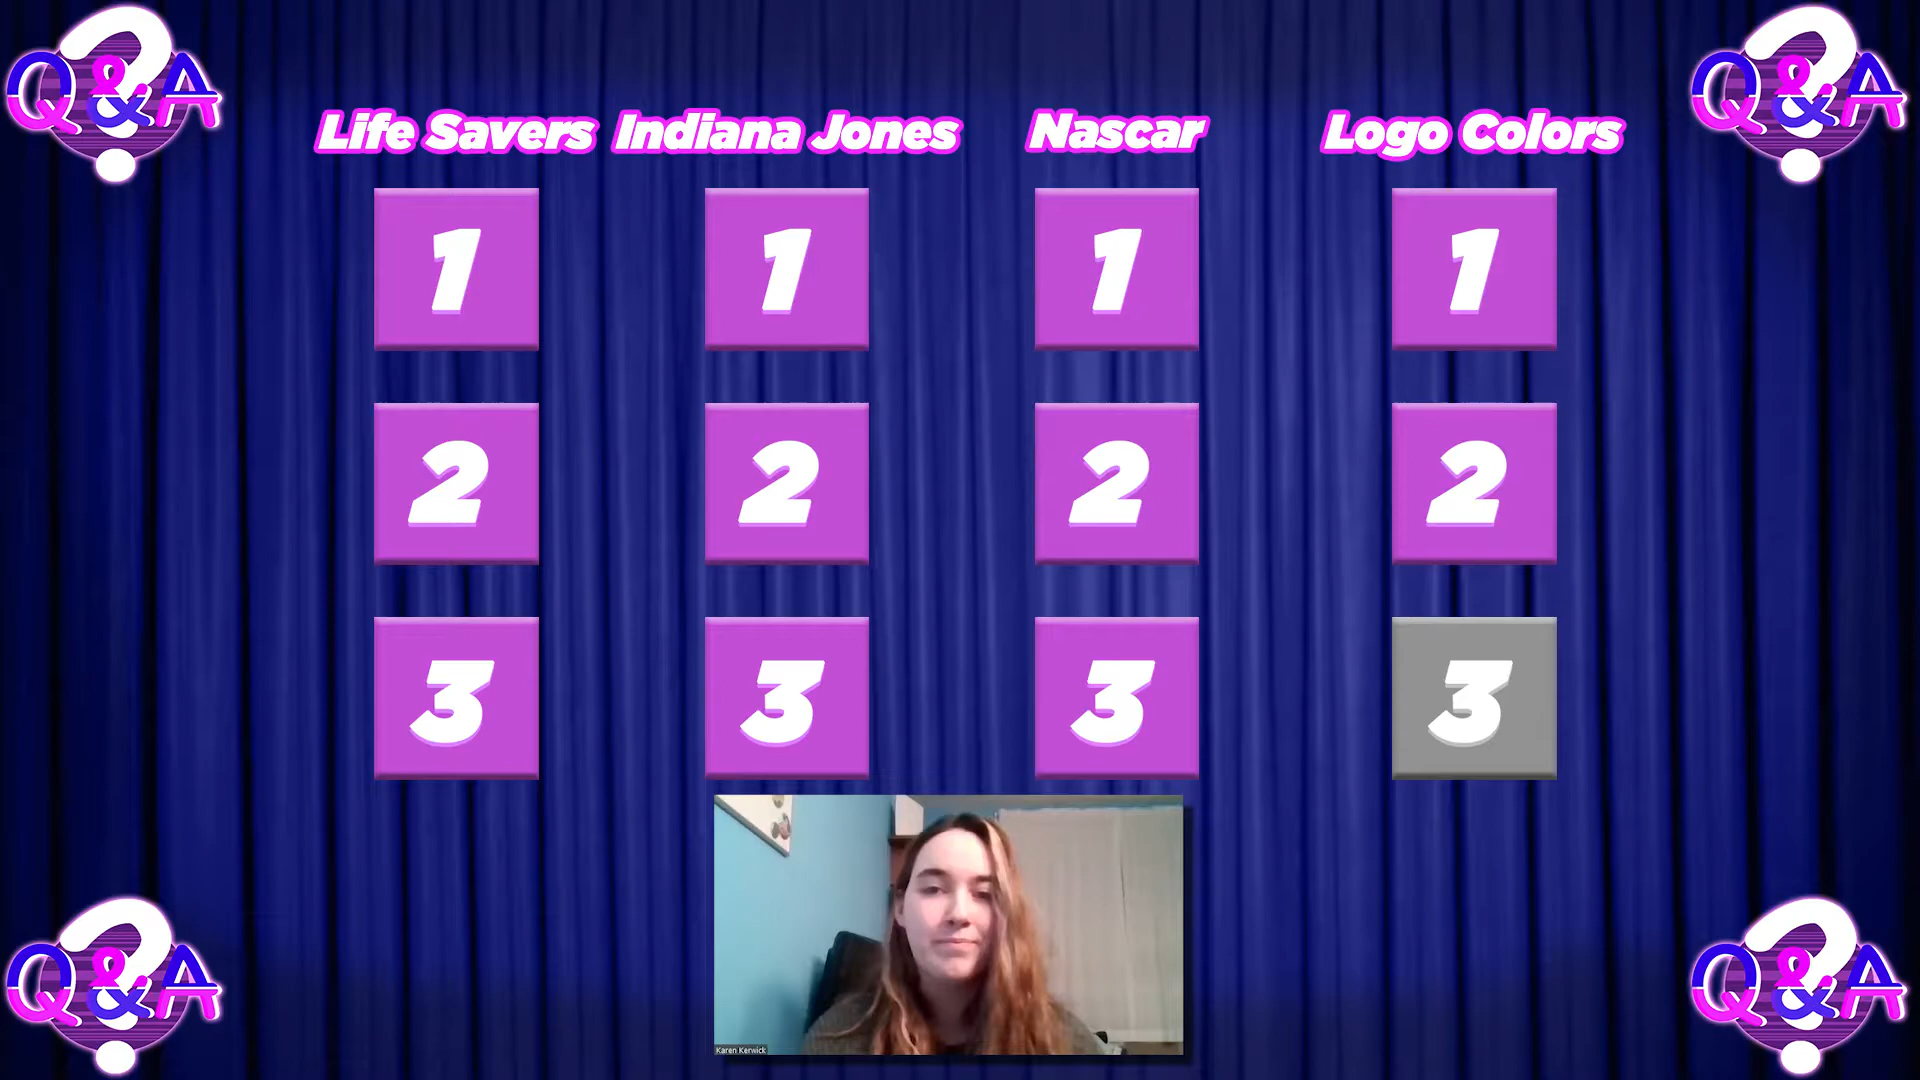 Q&A
Q&A
Life Savers Indiana Jones Nascar Logo Colors
1 1 1 1
2 2 2 2
3 3 3 3
Karen Kerwick
Q&A
Q&A